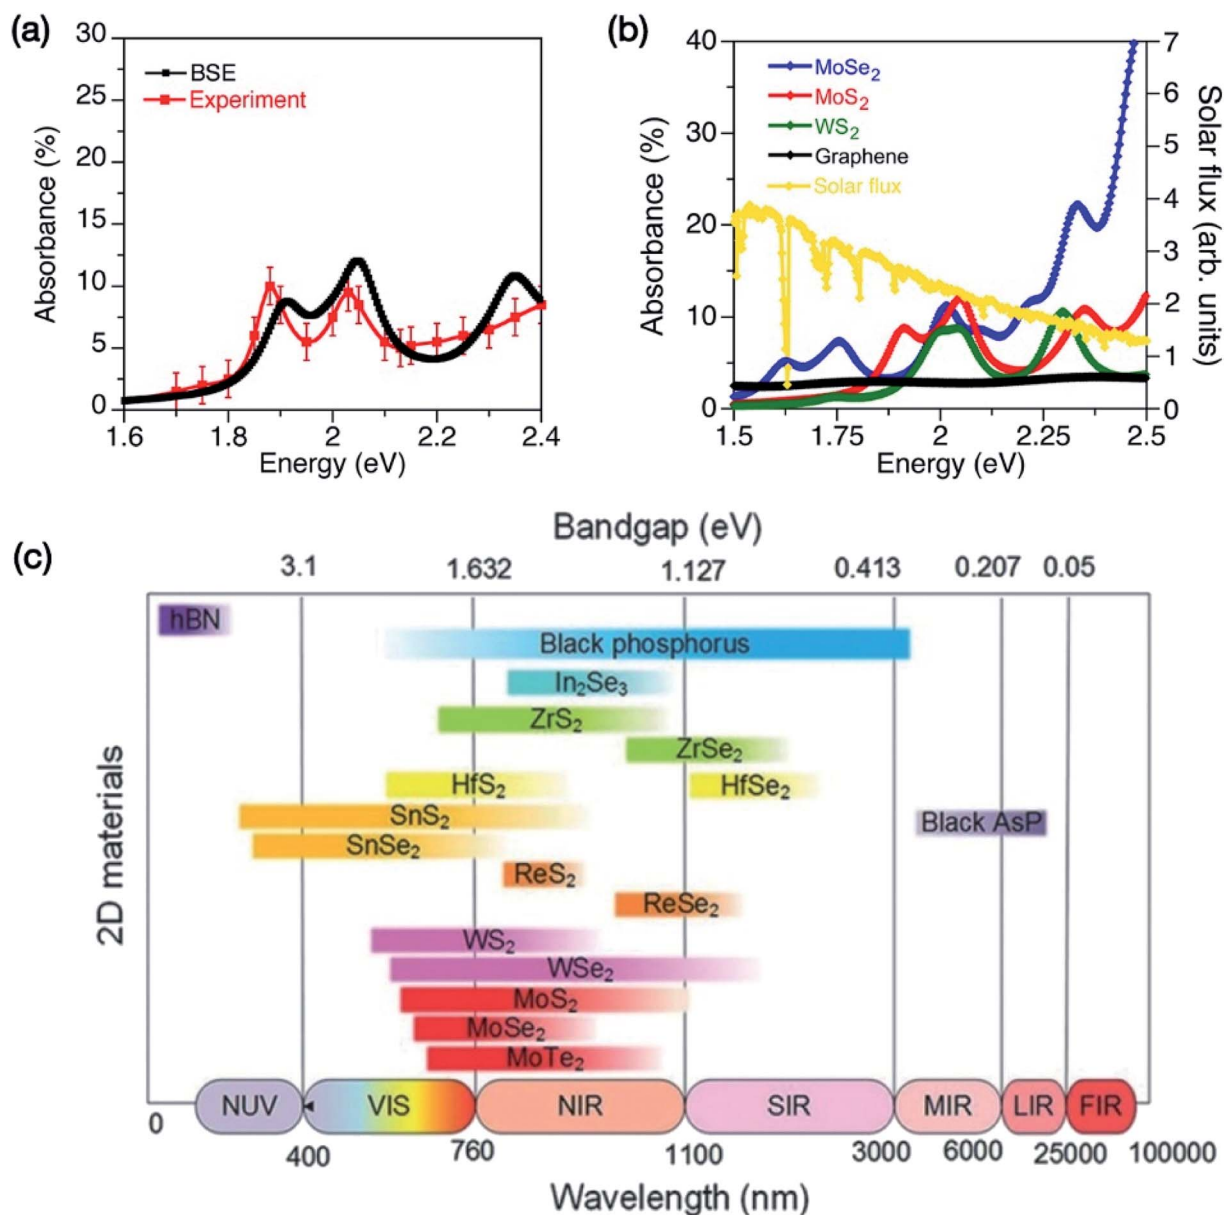 (a)
30
25
20
15
10
5
0
Absorbance (%)
BSE
Experiment
1.6 1.8 2 2.2 2.4
Energy (eV)
(b)
40
30
20
10
0
Absorbance (%)
MoSe₂
MoS₂
WS₂
Graphene
Solar flux
7
6
5
4
3
2
1
0
Solar flux (arb. units)
1.5 1.75 2 2.25 2.5
Energy (eV)
(c)
Bandgap (eV)
3.1 1.632 1.127 0.413 0.207 0.05
2D materials
hBN
Black phosphorus
In₂Se₃
ZrS₂
ZrSe₂
HfS₂ HfSe₂
SnS₂ Black AsP
SnSe₂
ReS₂
ReSe₂
WS₂
WSe₂
MoS₂
MoSe₂
MoTe₂
NUV VIS NIR SIR MIR LIR FIR
0 400 760 1100 3000 6000 25000 100000
Wavelength (nm)